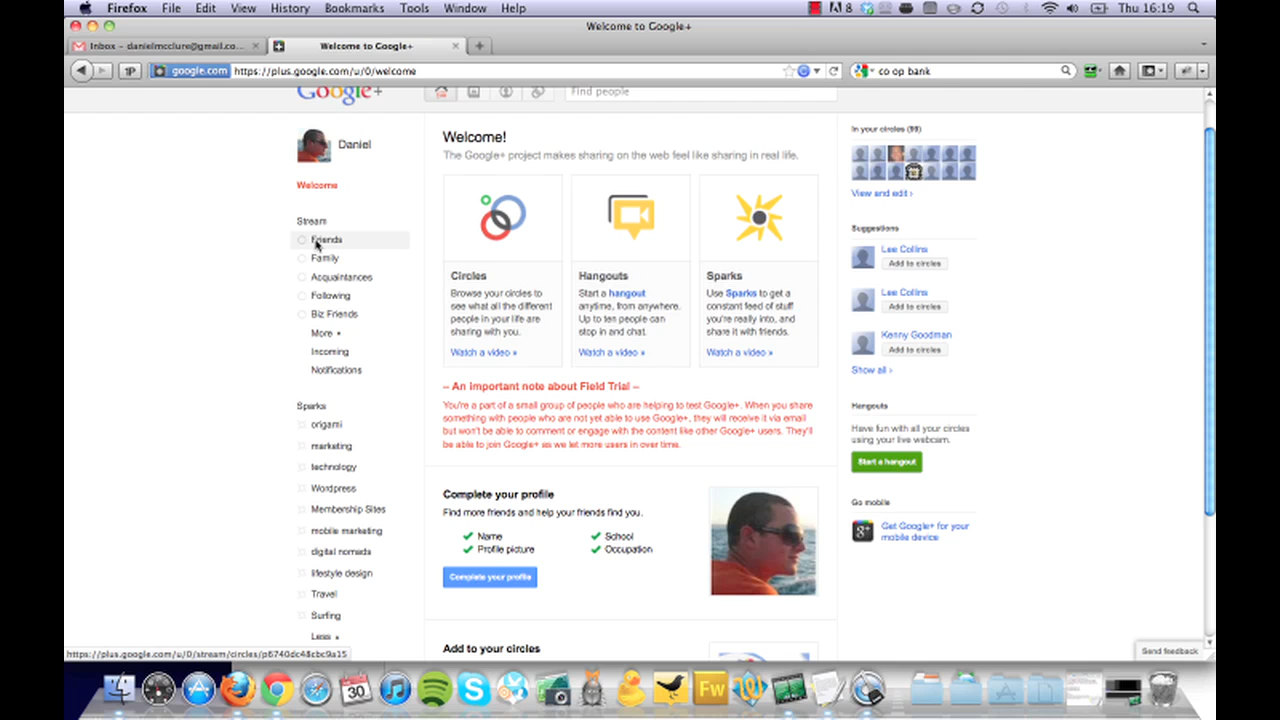 Firefox File Edit View History Bookmarks Tools Window Help
8 Thu 16:19
Welcome to Google+
Inbox – danielmcclure@gmail.co...
Welcome to Google+
google.com https://plus.google.com/u/0/welcome
co op bank
Google+
Find people
Daniel
Welcome
Stream
Friends
Family
Acquaintances
Following
Biz Friends
More
Incoming
Notifications
Sparks
origami
marketing
technology
Wordpress
Membership Sites
mobile marketing
digital nomads
lifestyle design
Travel
Surfing
Less
Welcome!
The Google+ project makes sharing on the web feel like sharing in real life.
Circles
Browse your circles to
see what all the different
people in your life are
sharing with you.
Watch a video »
Hangouts
Start a hangout
anytime, from anywhere.
Up to ten people can
stop in and chat.
Watch a video »
Sparks
Use Sparks to get a
constant feed of stuff
you're really into, and
share it with friends.
Watch a video »
– An important note about Field Trial –
You're a part of a small group of people who are helping to test Google+. When you share
something with people who are not yet able to use Google+, they will receive it via email
but won't be able to comment or engage with the content like other Google+ users. They'll
be able to join Google+ as we let more users in over time.
Complete your profile
Find more friends and help your friends find you.
Name
School
Profile picture
Occupation
Complete your profile
Add to your circles
In your circles (99)
View and edit ›
Suggestions
Lee Collins
Add to circles
Lee Collins
Add to circles
Kenny Goodman
Add to circles
Show all ›
Hangouts
Have fun with all your circles
using your live webcam.
Start a hangout
Go mobile
Get Google+ for your
mobile device
https://plus.google.com/u/0/stream/circles/p6740dc48cbc9a15
Send feedback
30
Fw